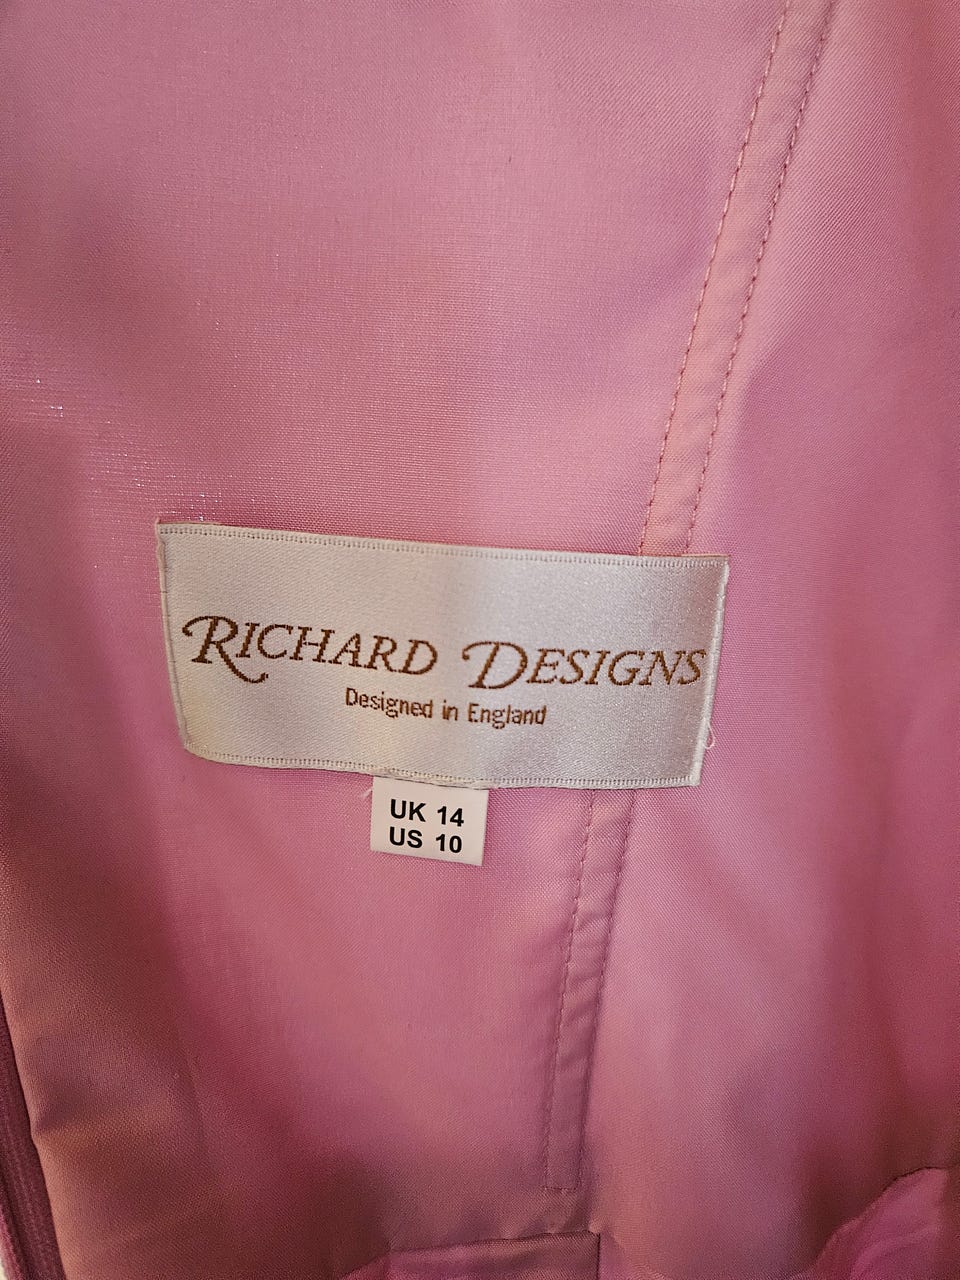 RICHARD DESIGNS
Designed in England
UK 14
US 10